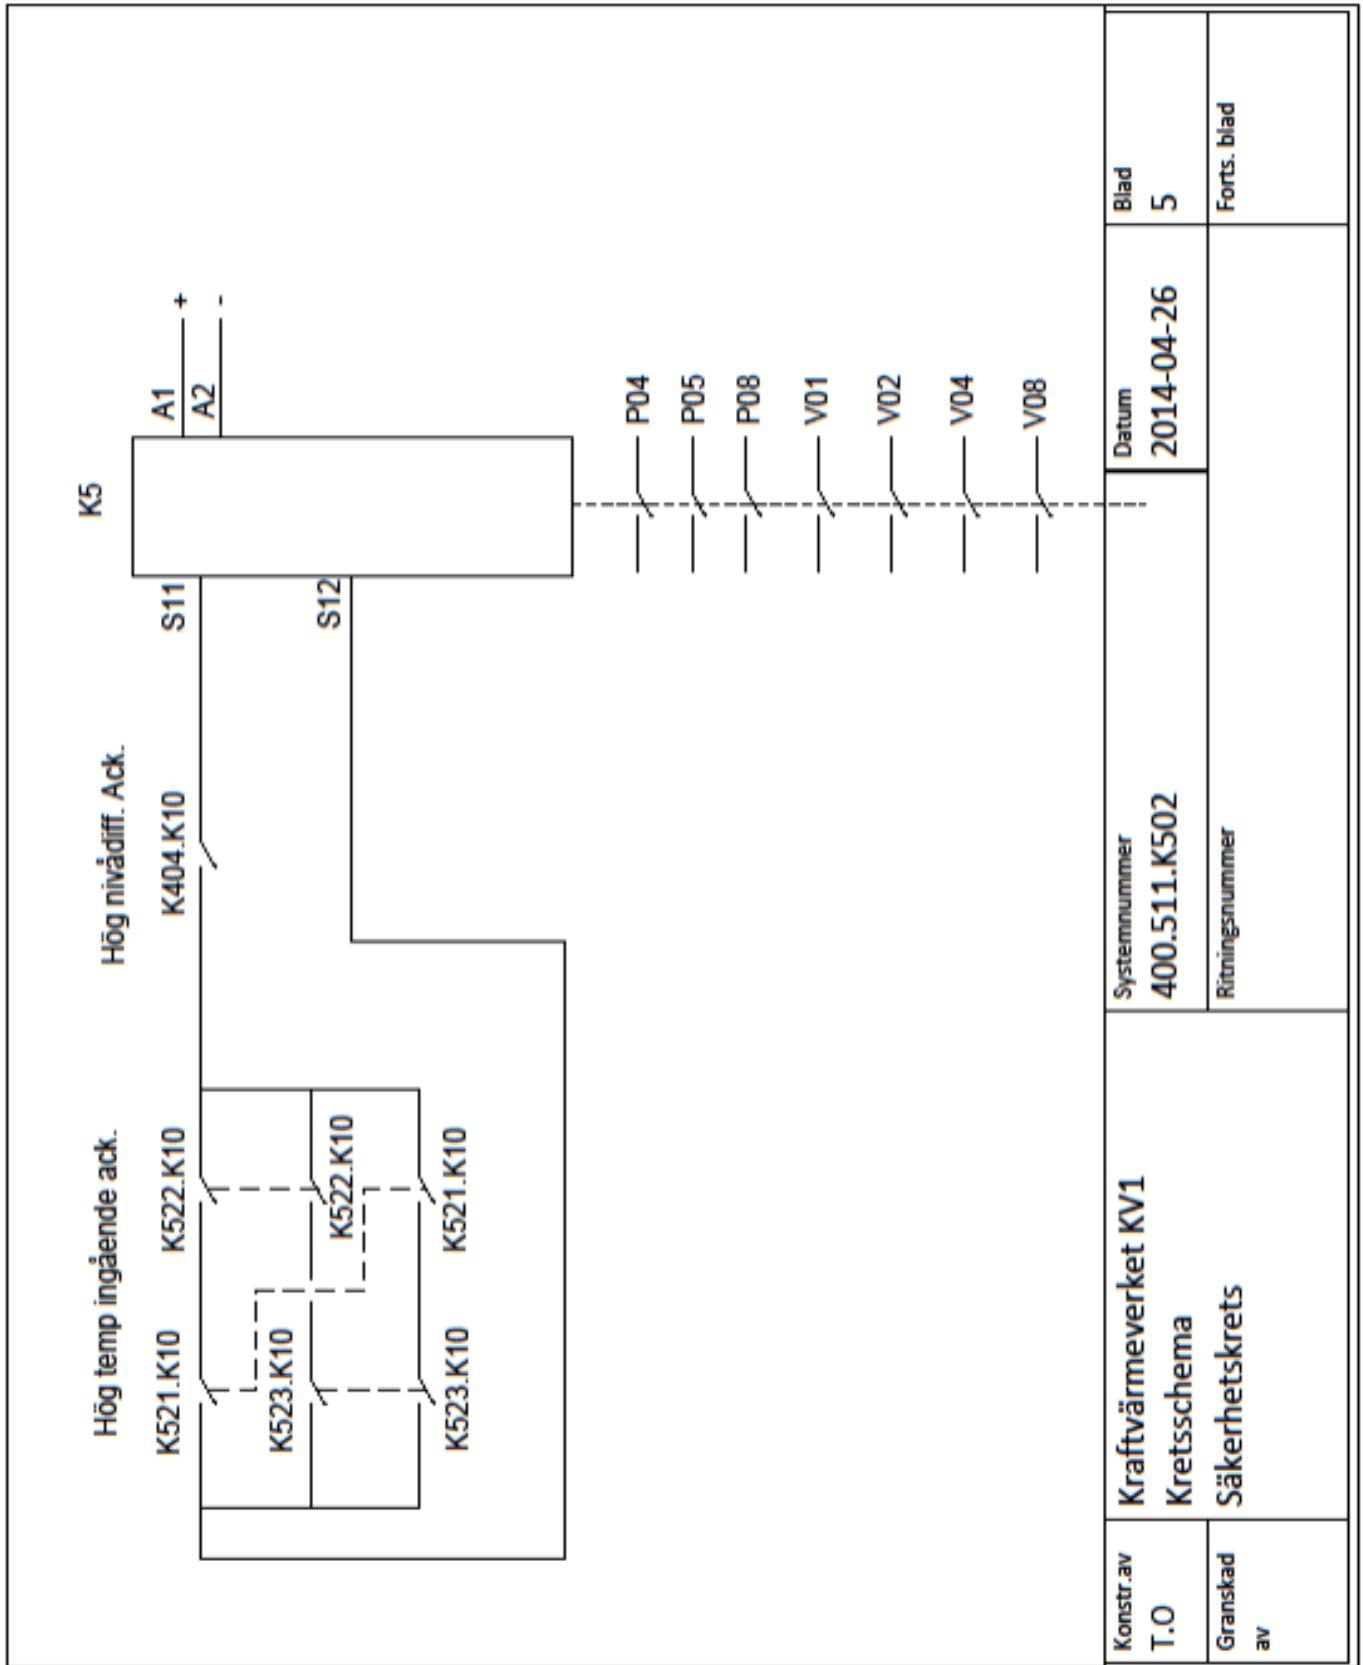 K5
Hög temp ingående ack.
Hög nivådiff. Ack.
K521.K10
K522.K10
K404.K10
S11
A1
+
A2
-
K523.K10
K522.K10
S12
K523.K10
K521.K10
P04
P05
P08
V01
V02
V04
V08
Konstr.av
T.O
Kraftvärmeverket KV1
Kretsschema
Säkerhetskrets
Systemnummer
400.511.K502
Datum
2014-04-26
Blad
5
Granskad
av
Ritningsnummer
Forts. blad